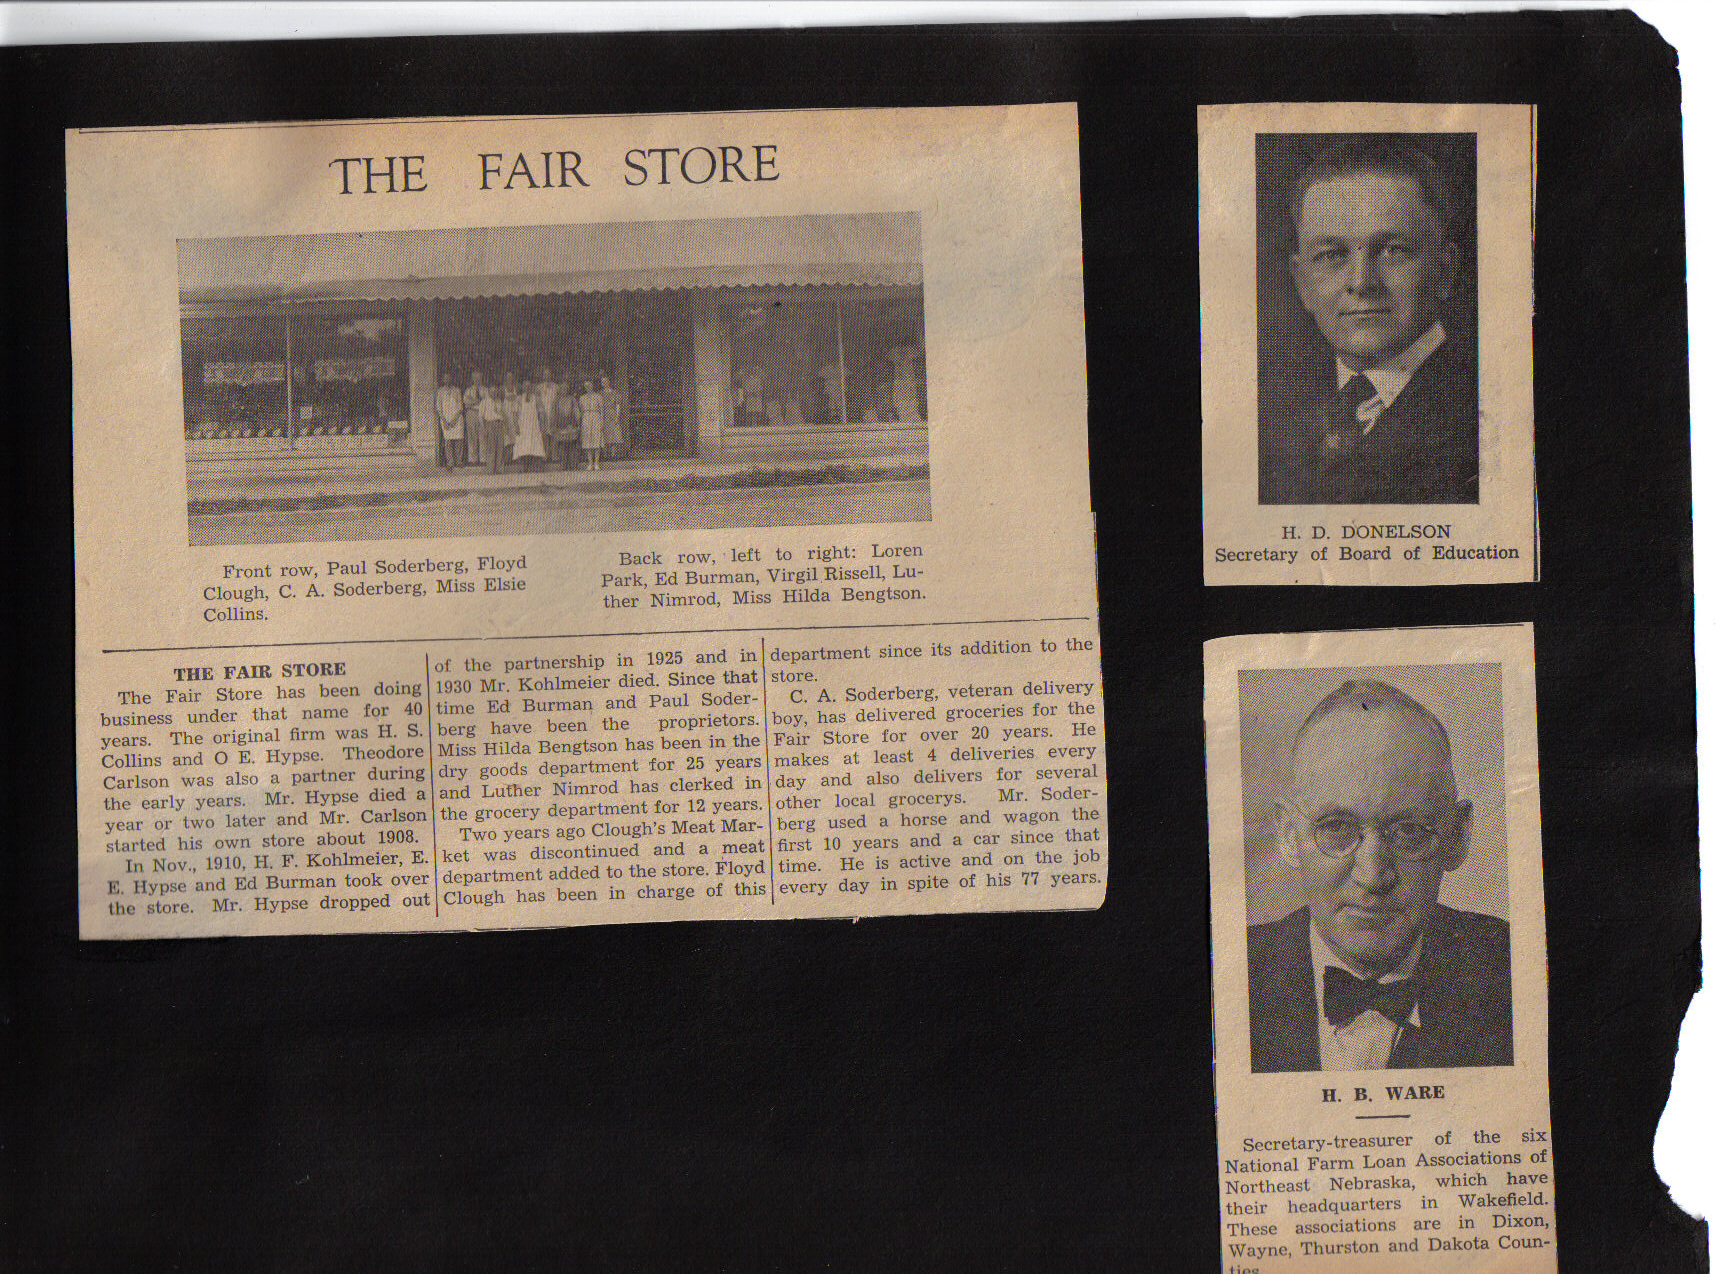 THE FAIR STORE
Front row, Paul Soderberg, Floyd
Clough, C. A. Soderberg, Miss Elsie
Collins.
Back row, left to right: Loren
Park, Ed Burman, Virgil Rissell, Lu-
ther Nimrod, Miss Hilda Bengtson.
THE FAIR STORE
The Fair Store has been doing
business under that name for 40
years. The original firm was H. S.
Collins and O E. Hypse. Theodore
Carlson was also a partner during
the early years. Mr. Hypse died a
year or two later and Mr. Carlson
started his own store about 1908.
In Nov., 1910, H. F. Kohlmeier, E.
E. Hypse and Ed Burman took over
the store. Mr. Hypse dropped out
of the partnership in 1925 and in
1930 Mr. Kohlmeier died. Since that
time Ed Burman and Paul Soder-
berg have been the proprietors.
Miss Hilda Bengtson has been in the
dry goods department for 25 years
and Luther Nimrod has clerked in
the grocery department for 12 years.
Two years ago Clough's Meat Mar-
ket was discontinued and a meat
department added to the store. Floyd
Clough has been in charge of this
department since its addition to the
store.
C. A. Soderberg, veteran delivery
boy, has delivered groceries for the
Fair Store for over 20 years. He
makes at least 4 deliveries every
day and also delivers for several
other local grocerys. Mr. Soder-
berg used a horse and wagon the
first 10 years and a car since that
time. He is active and on the job
every day in spite of his 77 years.
H. D. DONELSON
Secretary of Board of Education
H. B. WARE
Secretary-treasurer of the six
National Farm Loan Associations of
Northeast Nebraska, which have
their headquarters in Wakefield.
These associations are in Dixon,
Wayne, Thurston and Dakota Coun-
ties